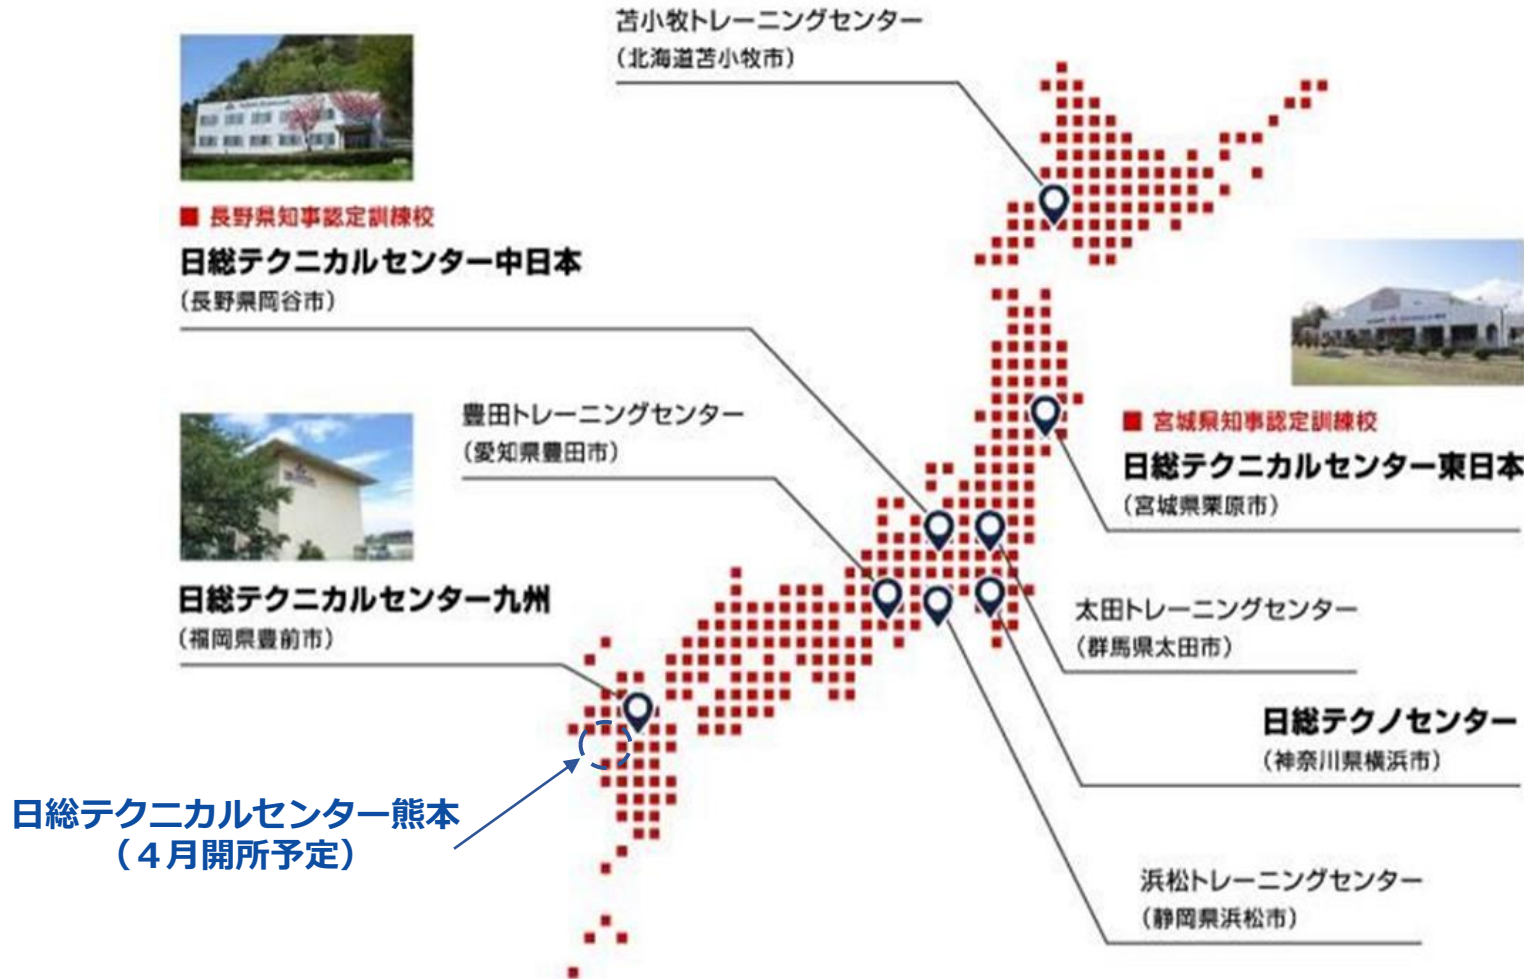 苫小牧トレーニングセンター
（北海道苫小牧市）
■ 長野県知事認定訓練校
日総テクニカルセンター中日本
（長野県岡谷市）
豊田トレーニングセンター
（愛知県豊田市）
■ 宮城県知事認定訓練校
日総テクニカルセンター東日本
（宮城県栗原市）
日総テクニカルセンター九州
（福岡県豊前市）
太田トレーニングセンター
（群馬県太田市）
日総テクノセンター
（神奈川県横浜市）
日総テクニカルセンター熊本
（４月開所予定）
浜松トレーニングセンター
（静岡県浜松市）